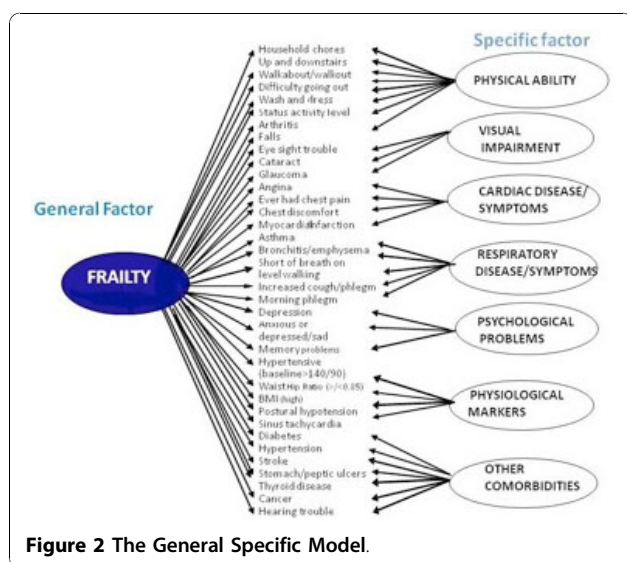 Specific factor
General Factor
FRAILTY
Household chores
Up and downstairs
Walkabout/walkout
Difficulty going out
Wash and dress
Status activity level
Arthritis
Falls
Eye sight trouble
Cataract
Glaucoma
Angina
Ever had chest pain
Chest discomfort
Myocardial infarction
Asthma
Bronchitis/emphysema
Short of breath on
level walking
Increased cough/phlegm
Morning phlegm
Depression
Anxious or
depressed/sad
Memory problems
Hypertensive
(baseline>140/90)
Waist Hip Ratio (>/<0.85)
BMI (high)
Postural hypotension
Sinus tachycardia
Diabetes
Hypertension
Stroke
Stomach/peptic ulcers
Thyroid disease
Cancer
Hearing trouble
PHYSICAL ABILITY
VISUAL
IMPAIRMENT
CARDIAC DISEASE/
SYMPTOMS
RESPIRATORY
DISEASE/SYMPTOMS
PSYCHOLOGICAL
PROBLEMS
PHYSIOLOGICAL
MARKERS
OTHER
COMORBIDITIES
Figure 2 The General Specific Model.